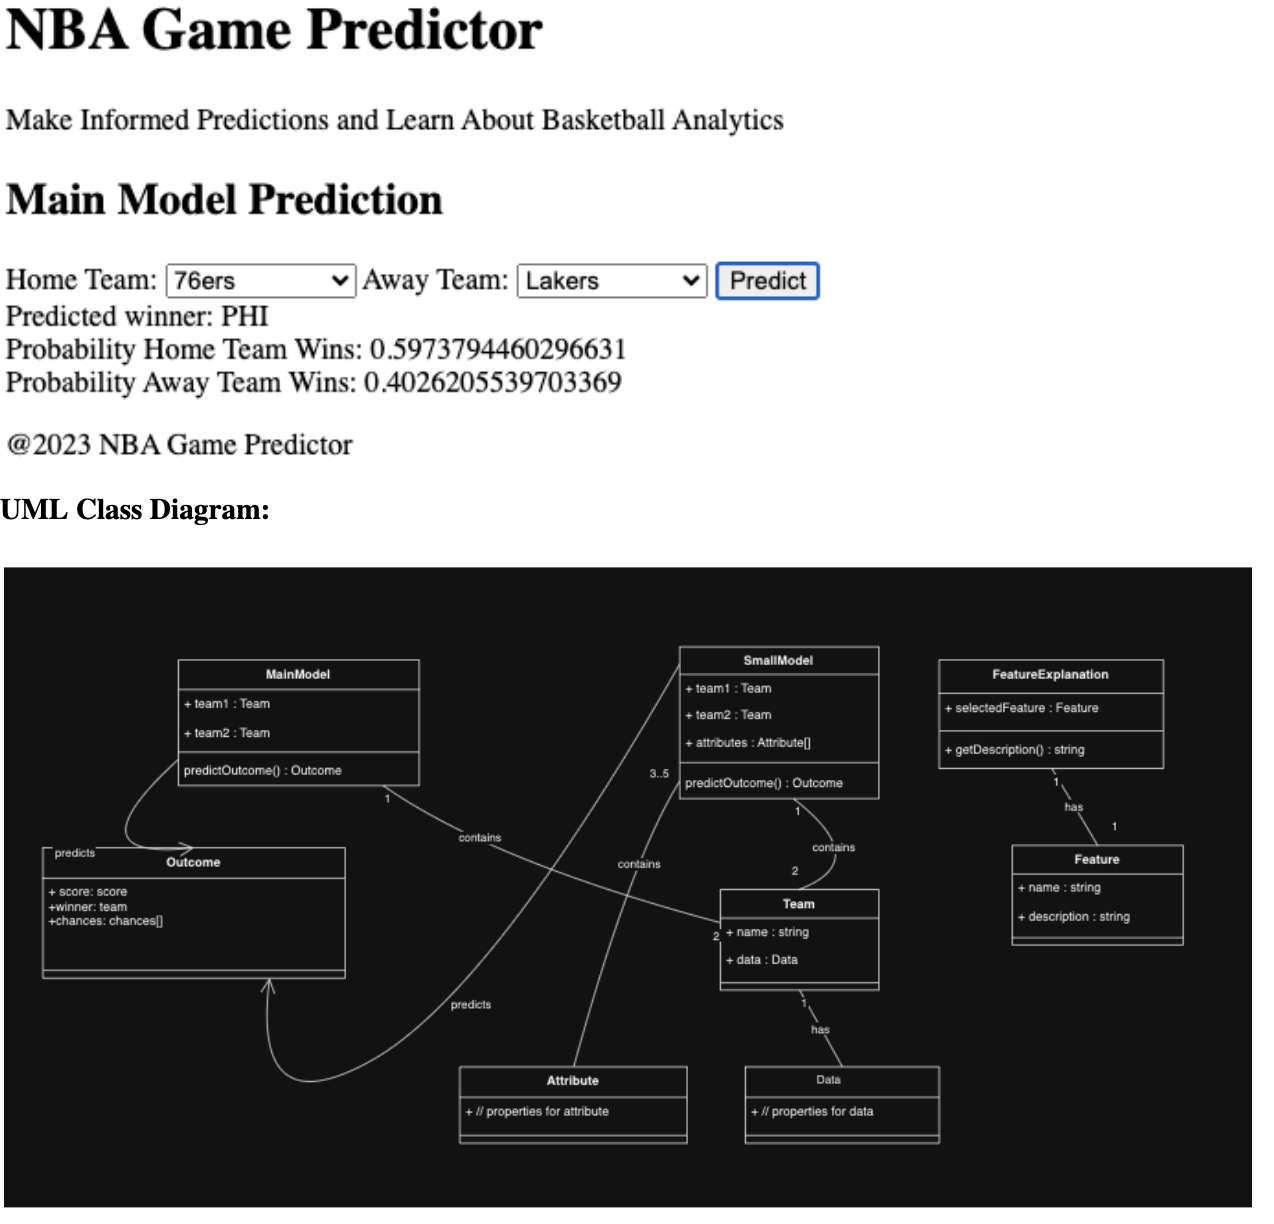 NBA Game Predictor
Make Informed Predictions and Learn About Basketball Analytics
Main Model Prediction
Home Team: 76ers Away Team: Lakers Predict
Predicted winner: PHI
Probability Home Team Wins: 0.5973794460296631
Probability Away Team Wins: 0.4026205539703369
@2023 NBA Game Predictor
UML Class Diagram:
MainModel
+ team1 : Team
+ team2 : Team
predictOutcome() : Outcome
1
contains
2
predicts
Outcome
+ score: score
+winner: team
+chances: chances[]
SmallModel
+ team1 : Team
+ team2 : Team
+ attributes : Attribute[]
predictOutcome() : Outcome
3..5
contains
predicts
1
contains
2
Team
+ name : string
+ data : Data
1
has
Attribute
+ // properties for attribute
Data
+ // properties for data
FeatureExplanation
+ selectedFeature : Feature
+ getDescription() : string
1
has
1
Feature
+ name : string
+ description : string